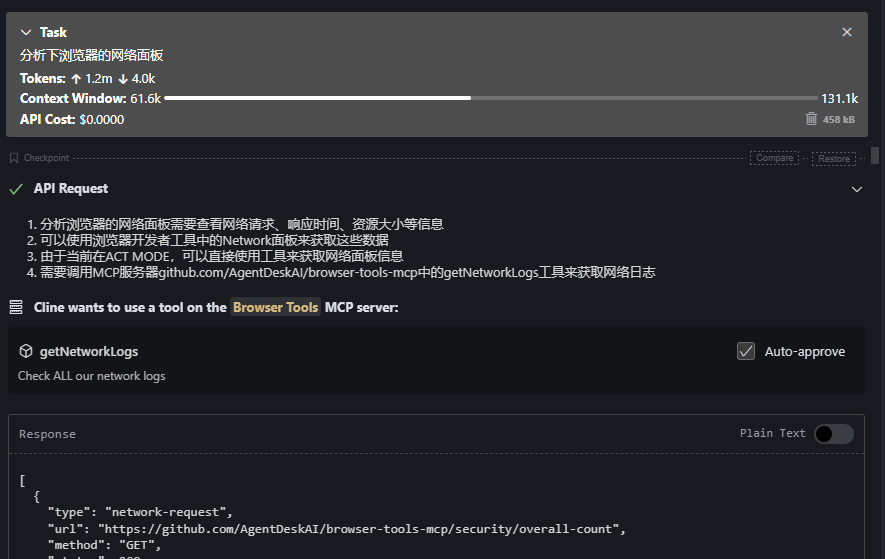 Task
分析下浏览器的网络面板
Tokens: ↑ 1.2m ↓ 4.0k
Context Window: 61.6k 131.1k
API Cost: $0.0000 458 kB
Checkpoint Compare Restore
API Request
1. 分析浏览器的网络面板需要查看网络请求、响应时间、资源大小等信息
2. 可以使用浏览器开发者工具中的Network面板来获取这些数据
3. 由于当前在ACT MODE，可以直接使用工具来获取网络面板信息
4. 需要调用MCP服务器github.com/AgentDeskAI/browser-tools-mcp中的getNetworkLogs工具来获取网络日志
Cline wants to use a tool on the Browser Tools MCP server:
getNetworkLogs Auto-approve
Check ALL our network logs
Response Plain Text
[
{
"type": "network-request",
"url": "https://github.com/AgentDeskAI/browser-tools-mcp/security/overall-count",
"method": "GET",